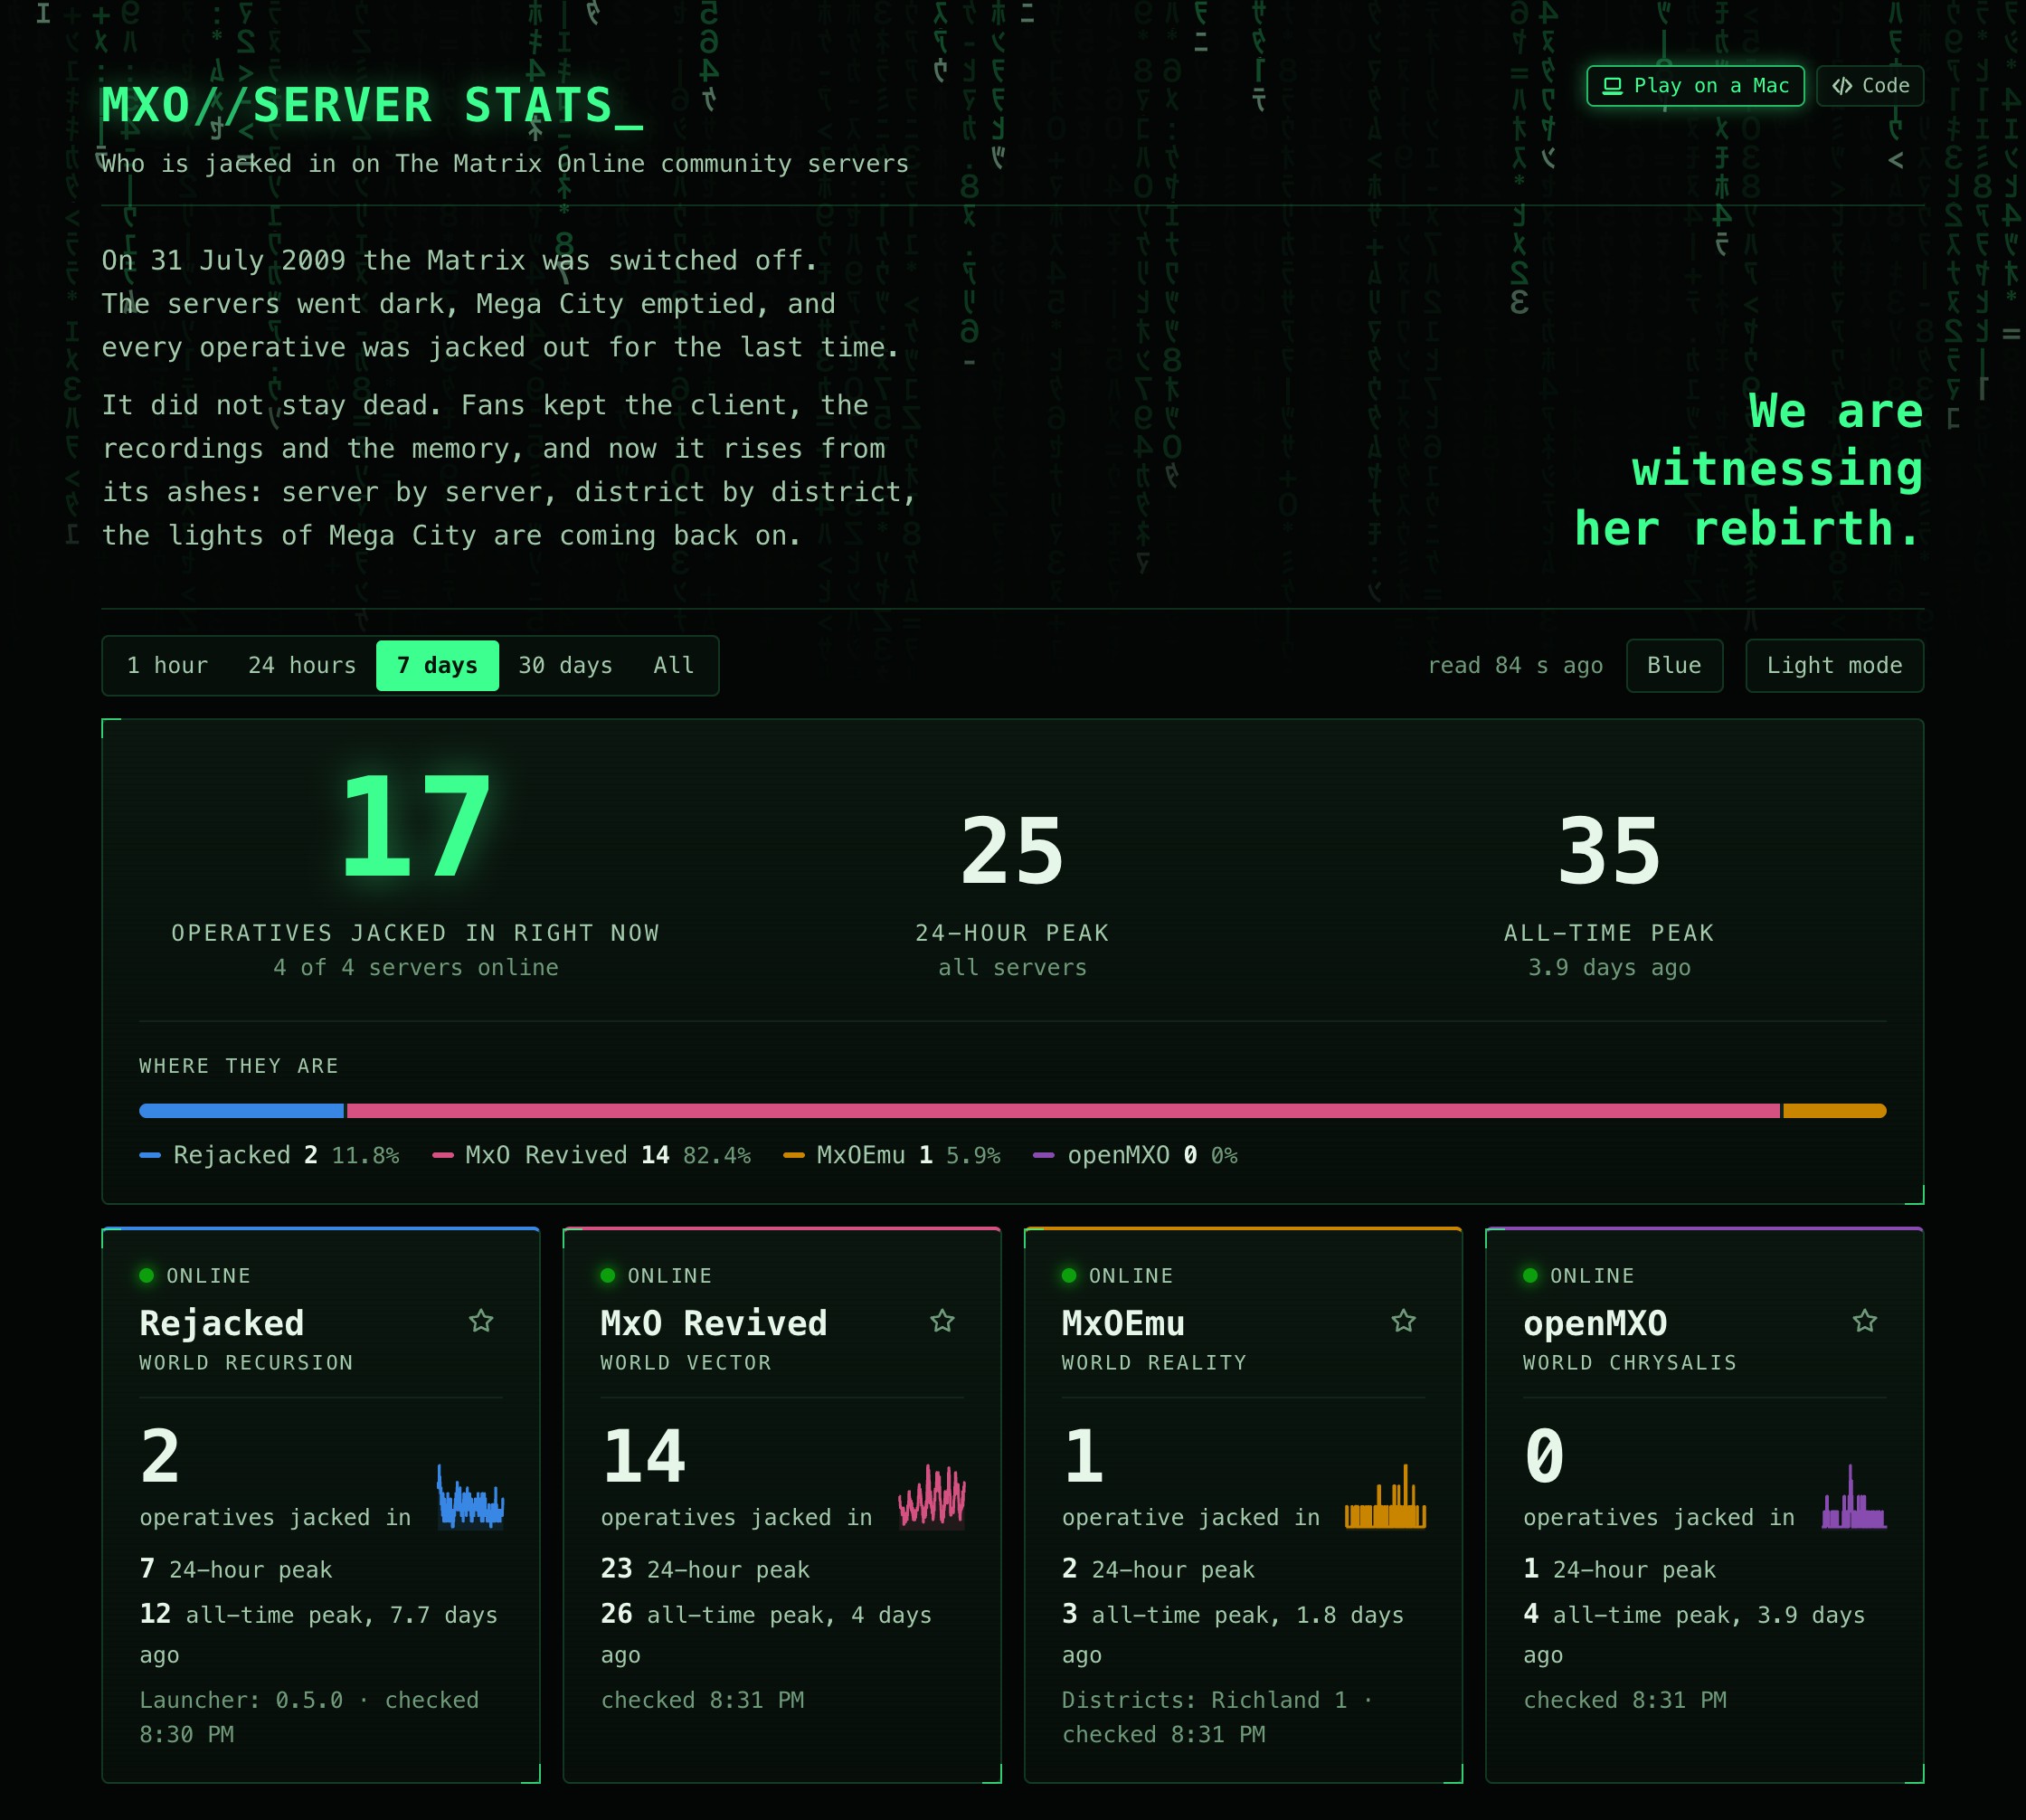 MXO//SERVER STATS_
Play on a Mac
Code
Who is jacked in on The Matrix Online community servers
On 31 July 2009 the Matrix was switched off.
The servers went dark, Mega City emptied, and
every operative was jacked out for the last time.
It did not stay dead. Fans kept the client, the
recordings and the memory, and now it rises from
its ashes: server by server, district by district,
the lights of Mega City are coming back on.
We are
witnessing
her rebirth.
1 hour 24 hours 7 days 30 days All
read 84 s ago Blue Light mode
17
OPERATIVES JACKED IN RIGHT NOW
4 of 4 servers online
25
24-HOUR PEAK
all servers
35
ALL-TIME PEAK
3.9 days ago
WHERE THEY ARE
Rejacked 2 11.8% MxO Revived 14 82.4% MxOEmu 1 5.9% openMXO 0 0%
ONLINE
Rejacked
WORLD RECURSION
2
operatives jacked in
7 24-hour peak
12 all-time peak, 7.7 days
ago
Launcher: 0.5.0 · checked
8:30 PM
ONLINE
MxO Revived
WORLD VECTOR
14
operatives jacked in
23 24-hour peak
26 all-time peak, 4 days
ago
checked 8:31 PM
ONLINE
MxOEmu
WORLD REALITY
1
operative jacked in
2 24-hour peak
3 all-time peak, 1.8 days
ago
Districts: Richland 1 ·
checked 8:31 PM
ONLINE
openMXO
WORLD CHRYSALIS
0
operatives jacked in
1 24-hour peak
4 all-time peak, 3.9 days
ago
checked 8:31 PM